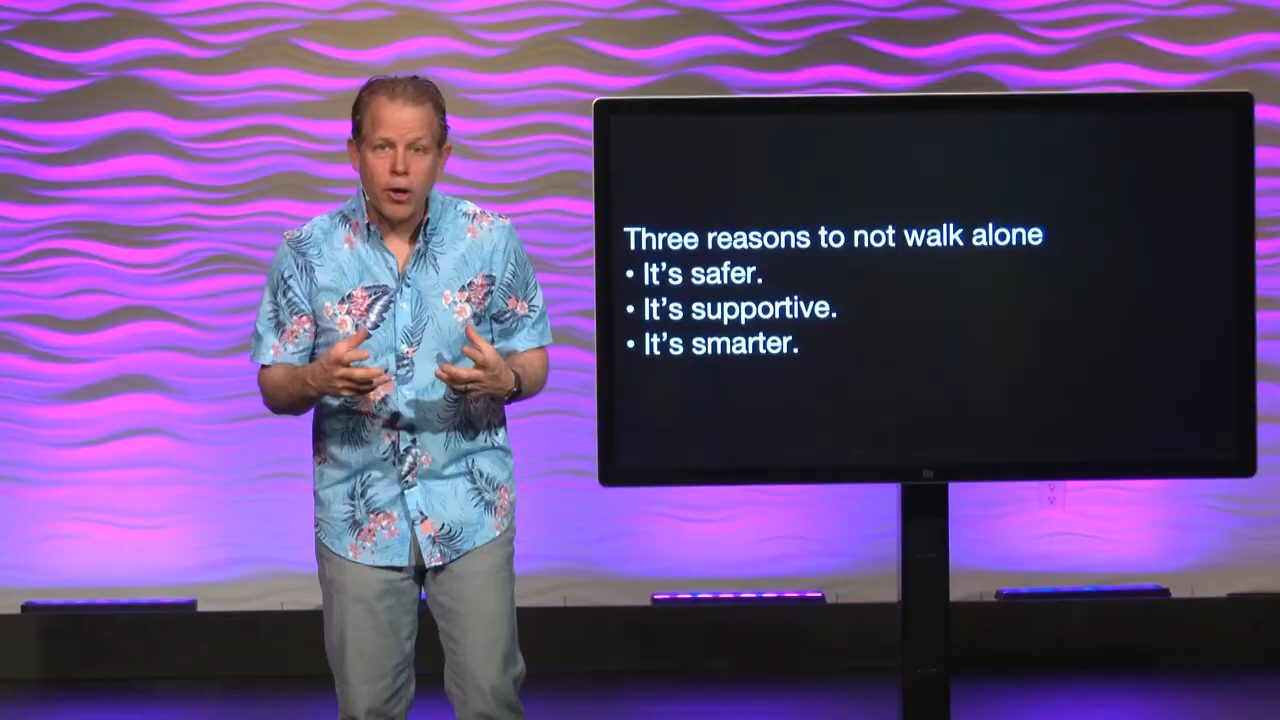 Three reasons to not walk alone
• It's safer.
• It's supportive.
• It's smarter.